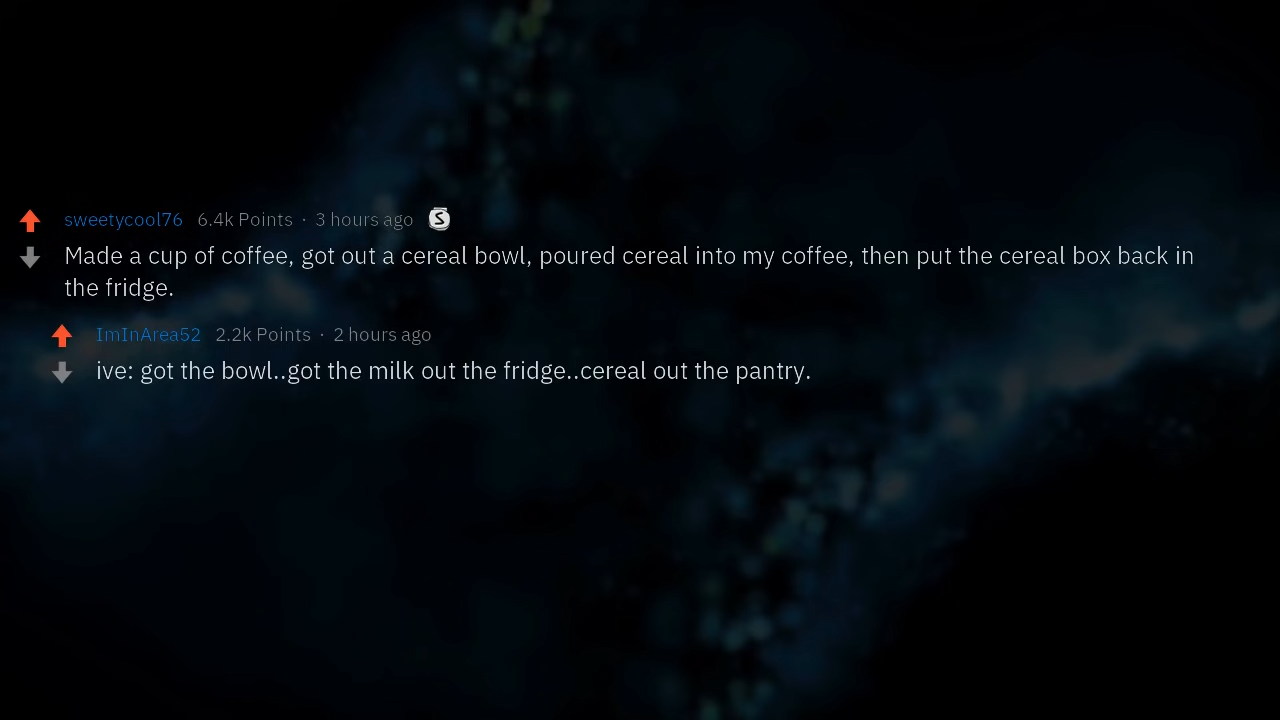 sweetycool76 6.4k Points · 3 hours ago S
Made a cup of coffee, got out a cereal bowl, poured cereal into my coffee, then put the cereal box back in
the fridge.
ImInArea52 2.2k Points · 2 hours ago
ive: got the bowl..got the milk out the fridge..cereal out the pantry.